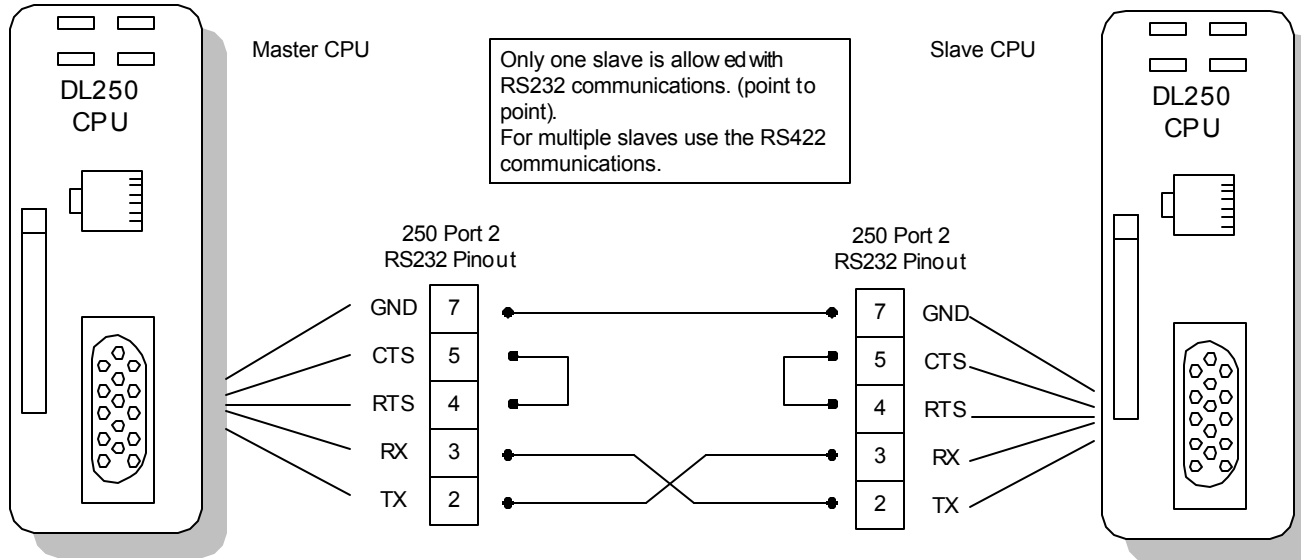 DL250
CPU
Master CPU
Only one slave is allowed with
RS232 communications. (point to
point).
For multiple slaves use the RS422
communications.
Slave CPU
DL250
CPU
250 Port 2
RS232 Pinout
GND 7
CTS 5
RTS 4
RX 3
TX 2
250 Port 2
RS232 Pinout
7 GND
5 CTS
4 RTS
3 RX
2 TX